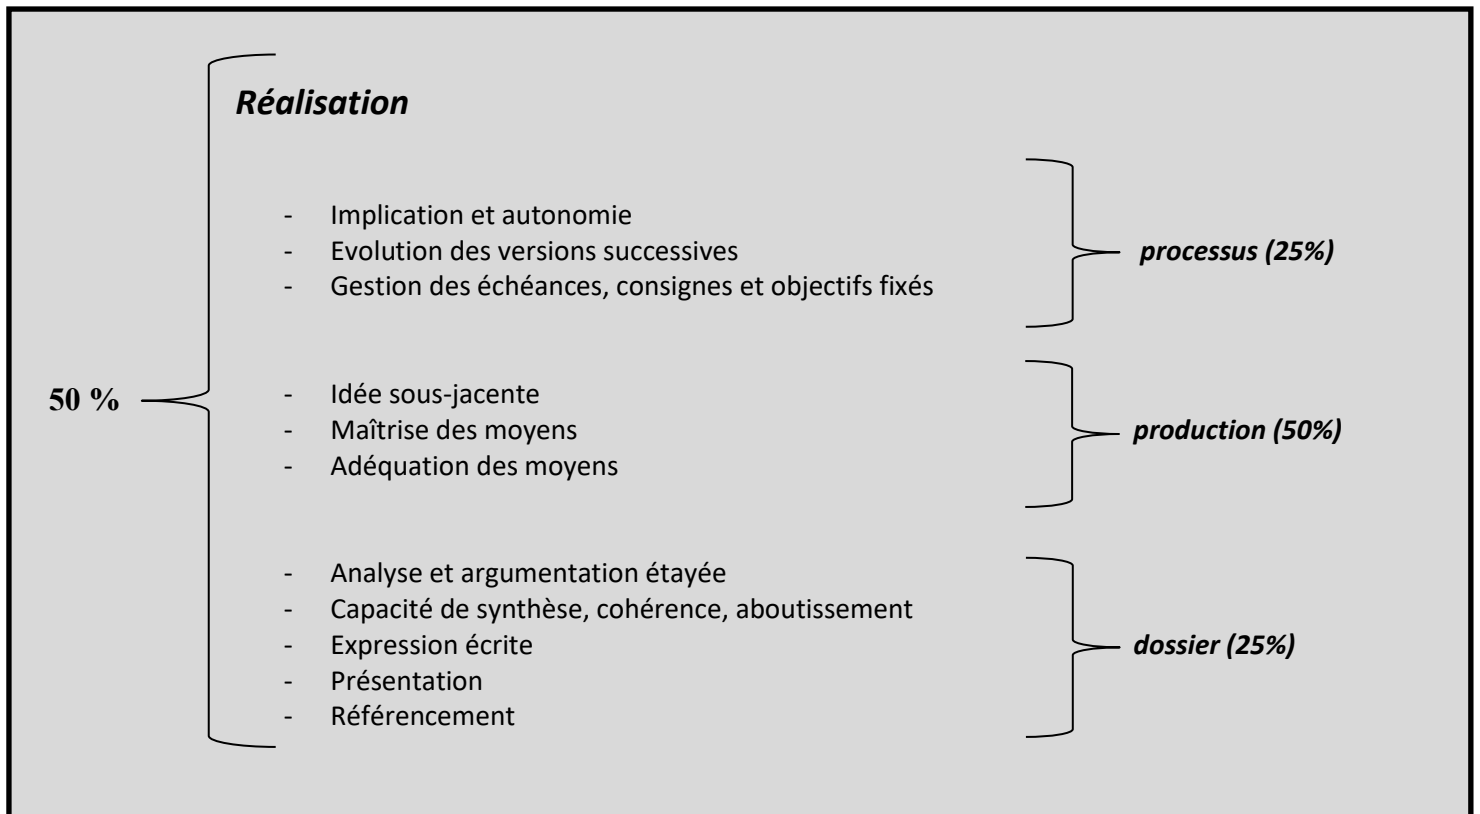 Réalisation
- Implication et autonomie
- Evolution des versions successives
- Gestion des échéances, consignes et objectifs fixés
processus (25%)
50 %
- Idée sous-jacente
- Maîtrise des moyens
- Adéquation des moyens
production (50%)
- Analyse et argumentation étayée
- Capacité de synthèse, cohérence, aboutissement
- Expression écrite
- Présentation
- Référencement
dossier (25%)